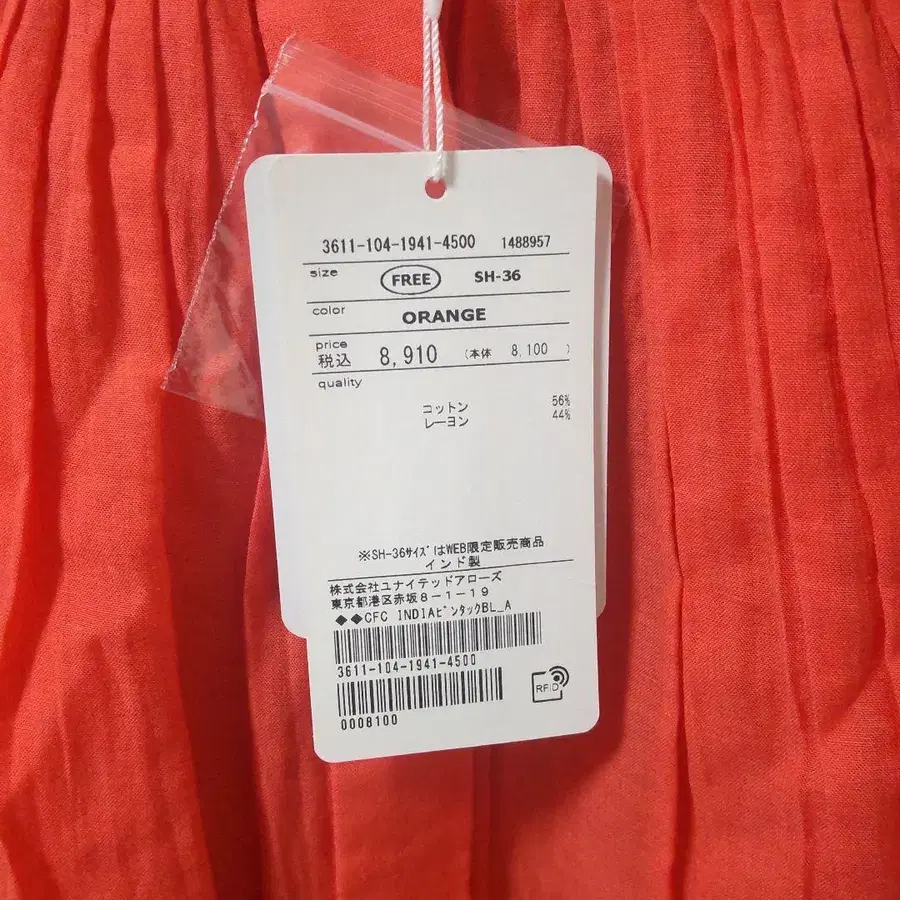 3611-104-1941-4500 1488957
size FREE SH-36
color ORANGE
price
税込 8,910 (本体 8,100 )
quality
コットン 56%
レーヨン 44%
※SH-36サイズはWEB限定販売商品
インド製
株式会社ユナイテッドアローズ
東京都港区赤坂8-1-19
◆◆CFC INDIAピンタックBL_A
3611-104-1941-4500
RFID
0008100